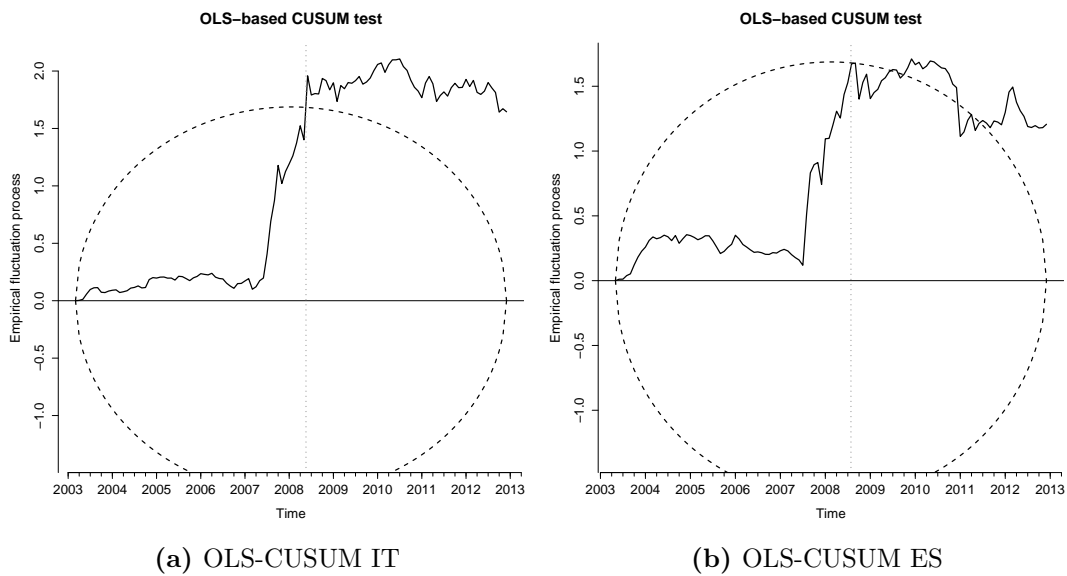 OLS−based CUSUM test
Empirical fluctuation process
2.0
1.5
1.0
0.5
0.0
−0.5
−1.0
2003 2004 2005 2006 2007 2008 2009 2010 2011 2012 2013
Time
(a) OLS-CUSUM IT
OLS−based CUSUM test
Empirical fluctuation process
1.5
1.0
0.5
0.0
−0.5
−1.0
2003 2004 2005 2006 2007 2008 2009 2010 2011 2012 2013
Time
(b) OLS-CUSUM ES